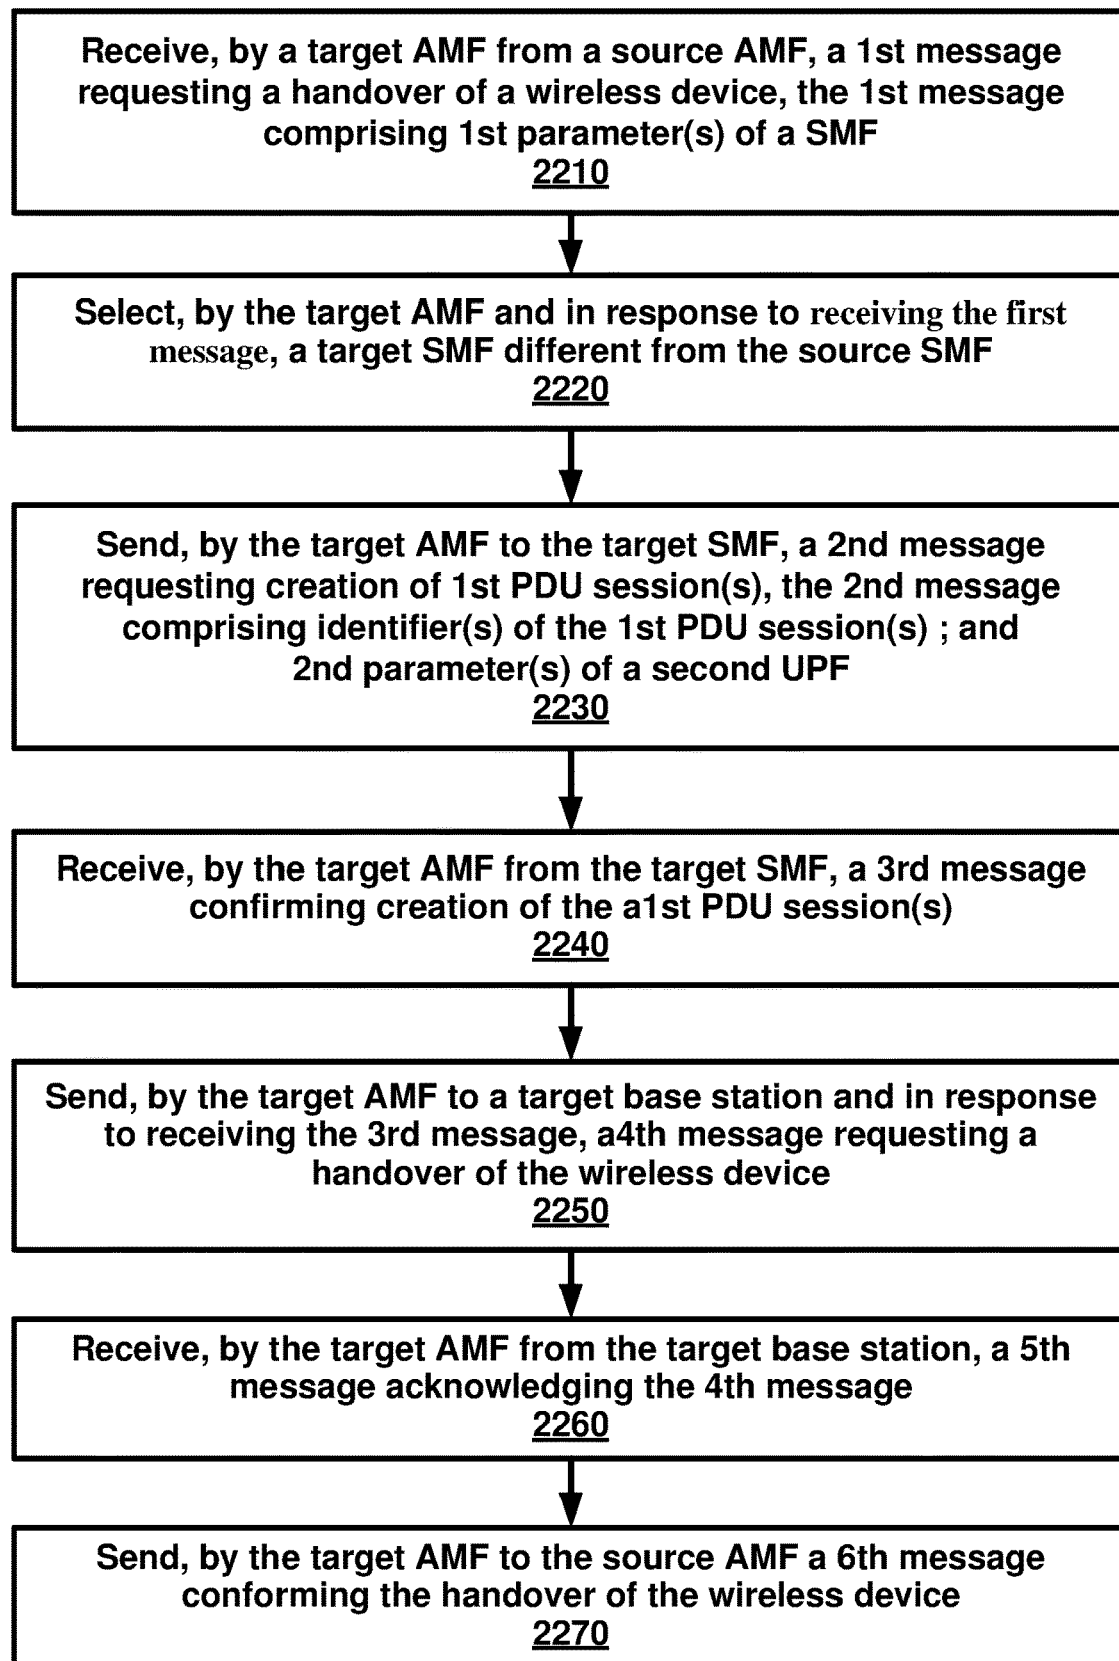 Receive, by a target AMF from a source AMF, a 1st message
requesting a handover of a wireless device, the 1st message
comprising 1st parameter(s) of a SMF
2210
Select, by the target AMF and in response to receiving the first
message, a target SMF different from the source SMF
2220
Send, by the target AMF to the target SMF, a 2nd message
requesting creation of 1st PDU session(s), the 2nd message
comprising identifier(s) of the 1st PDU session(s) ; and
2nd parameter(s) of a second UPF
2230
Receive, by the target AMF from the target SMF, a 3rd message
confirming creation of the a1st PDU session(s)
2240
Send, by the target AMF to a target base station and in response
to receiving the 3rd message, a4th message requesting a
handover of the wireless device
2250
Receive, by the target AMF from the target base station, a 5th
message acknowledging the 4th message
2260
Send, by the target AMF to the source AMF a 6th message
conforming the handover of the wireless device
2270